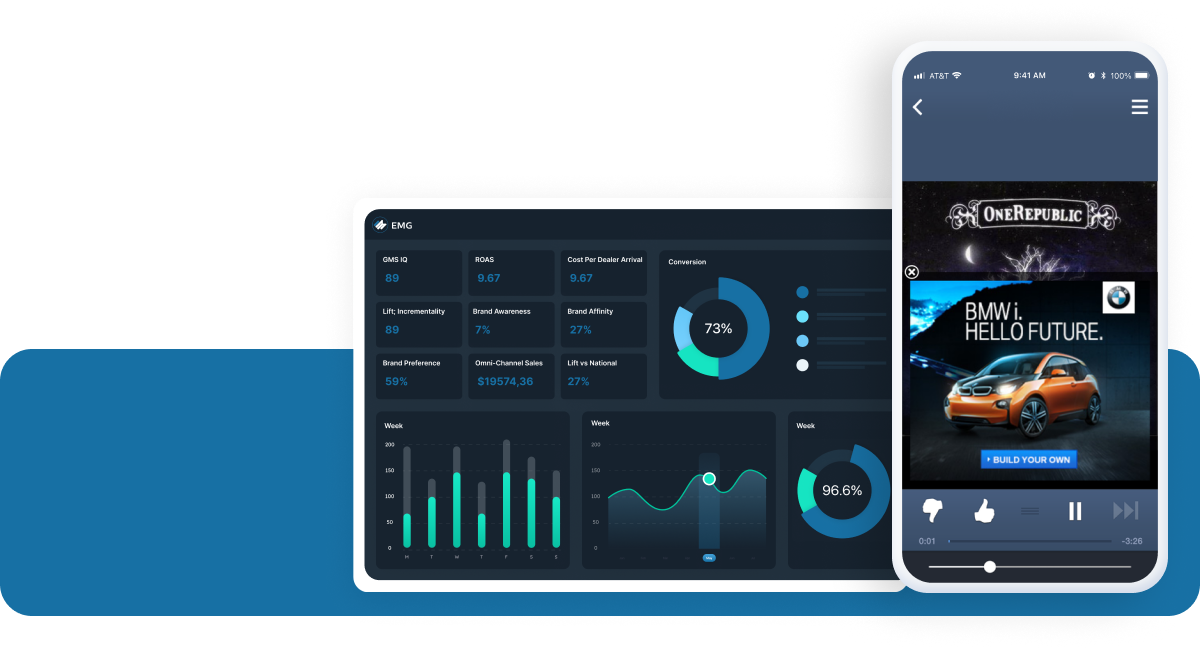 EMG
GMS IQ
89
ROAS
9.67
Cost Per Dealer Arrival
9.67
Lift; Incrementality
89
Brand Awareness
7%
Brand Affinity
27%
Brand Preference
59%
Omni-Channel Sales
$19574,36
Lift vs National
27%
Conversion
73%
Week
200
150
100
50
0
M T W T F S S
Week
200
150
100
50
0
May
Week
96.6%
AT&T 9:41 AM 100%
ONEREPUBLIC
BMW i.
HELLO FUTURE.
BUILD YOUR OWN
0:01 -3:26